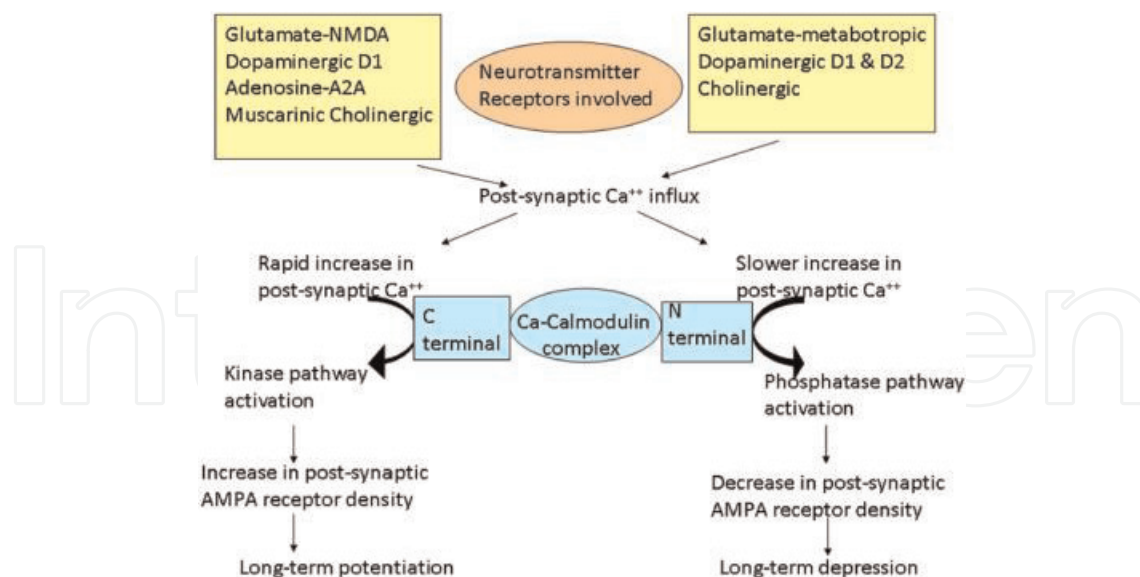 Glutamate-NMDA
Dopaminergic D1
Adenosine-A2A
Muscarinic Cholinergic
Neurotransmitter
Receptors involved
Glutamate-metabotropic
Dopaminergic D1 & D2
Cholinergic
Post-synaptic Ca⁺⁺ influx
Rapid increase in
post-synaptic Ca⁺⁺
Slower increase in
post-synaptic Ca⁺⁺
C
terminal
Ca-Calmodulin
complex
N
terminal
Kinase pathway
activation
Phosphatase pathway
activation
Increase in post-synaptic
AMPA receptor density
Decrease in post-synaptic
AMPA receptor density
Long-term potentiation
Long-term depression